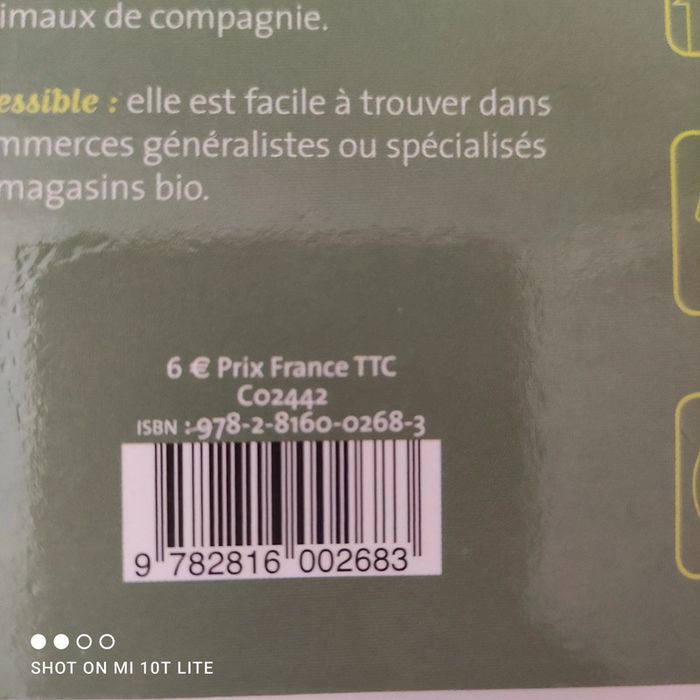 imaux de compagnie.
essible : elle est facile à trouver dans
mmerces généralistes ou spécialisés
magasins bio.
6 € Prix France TTC
C02442
ISBN : 978-2-8160-0268-3
9 782816 002683
SHOT ON MI 10T LITE